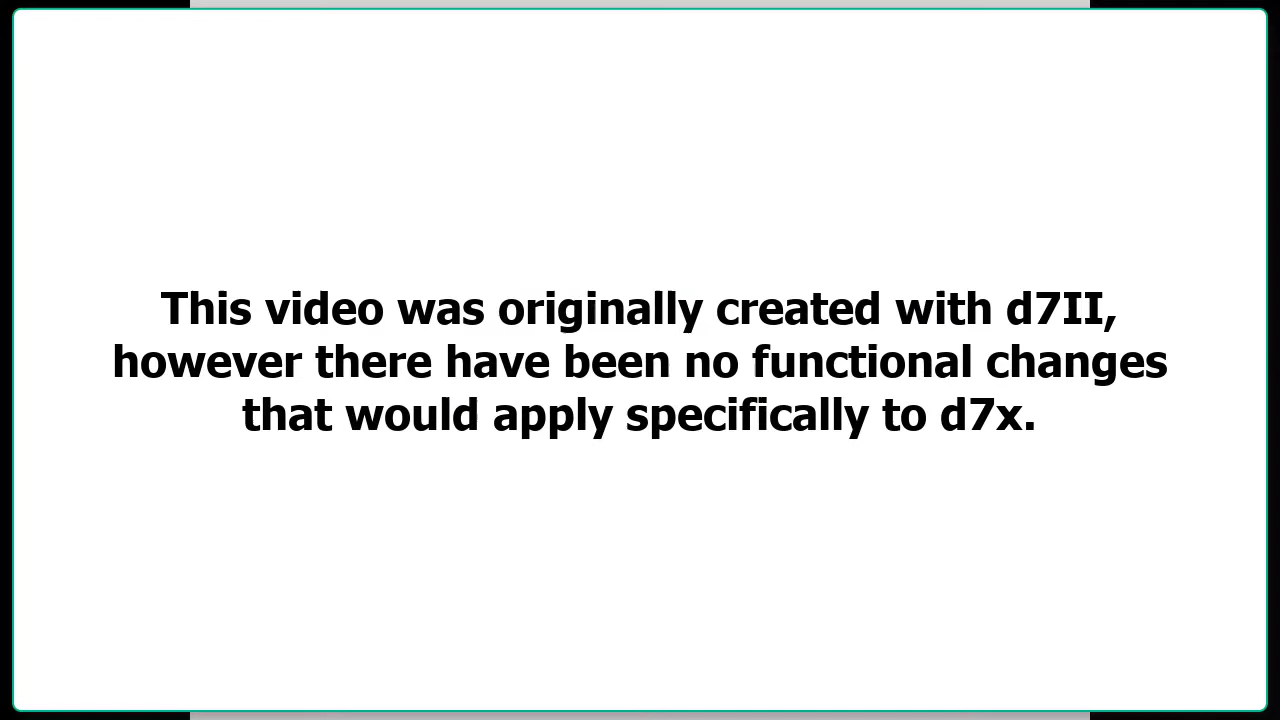 This video was originally created with d7II,
however there have been no functional changes
that would apply specifically to d7x.